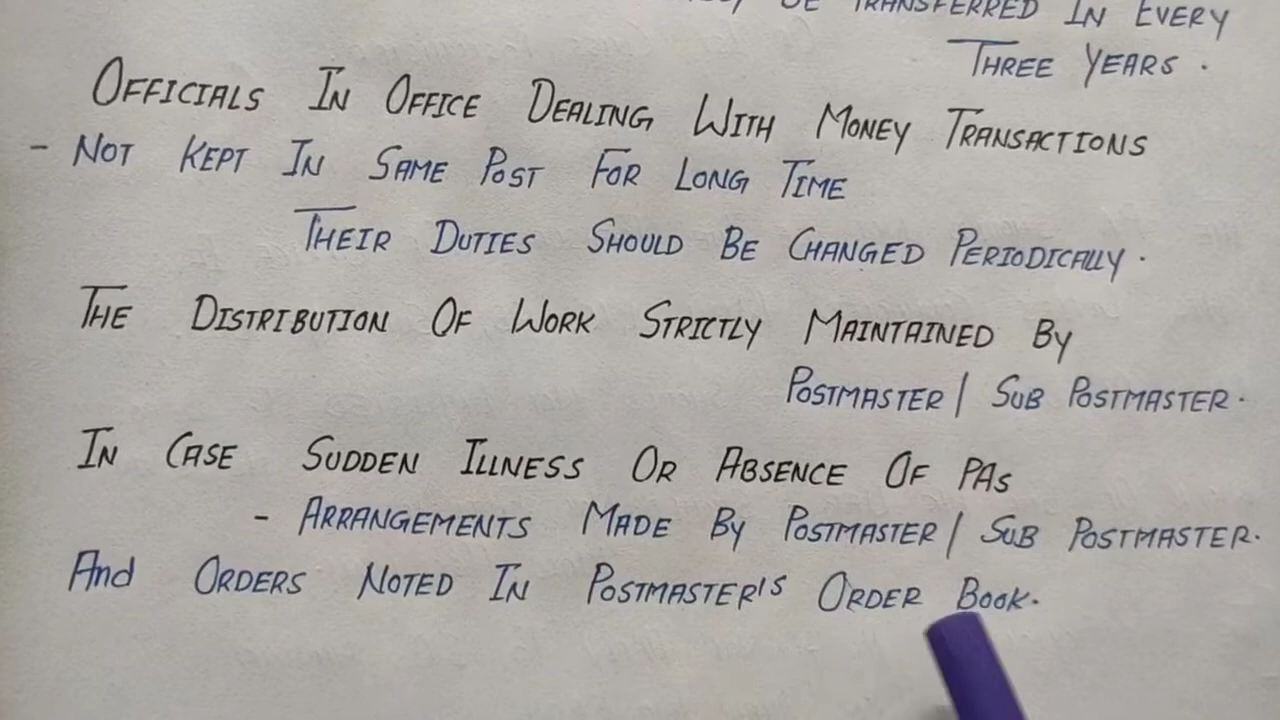 BE TRANSFERRED IN EVERY
THREE YEARS.
OFFICIALS IN OFFICE DEALING WITH MONEY TRANSACTIONS
- NOT KEPT IN SAME POST FOR LONG TIME
THEIR DUTIES SHOULD BE CHANGED PERIODICALLY.
THE DISTRIBUTION OF WORK STRICTLY MAINTAINED By
POSTMASTER / SUB POSTMASTER.
IN CASE SUDDEN ILLNESS OR ABSENCE OF PAs
- ARRANGEMENTS MADE By POSTMASTER / SUB POSTMASTER.
And ORDERS NOTED IN POSTMASTER'S ORDER BOOK.